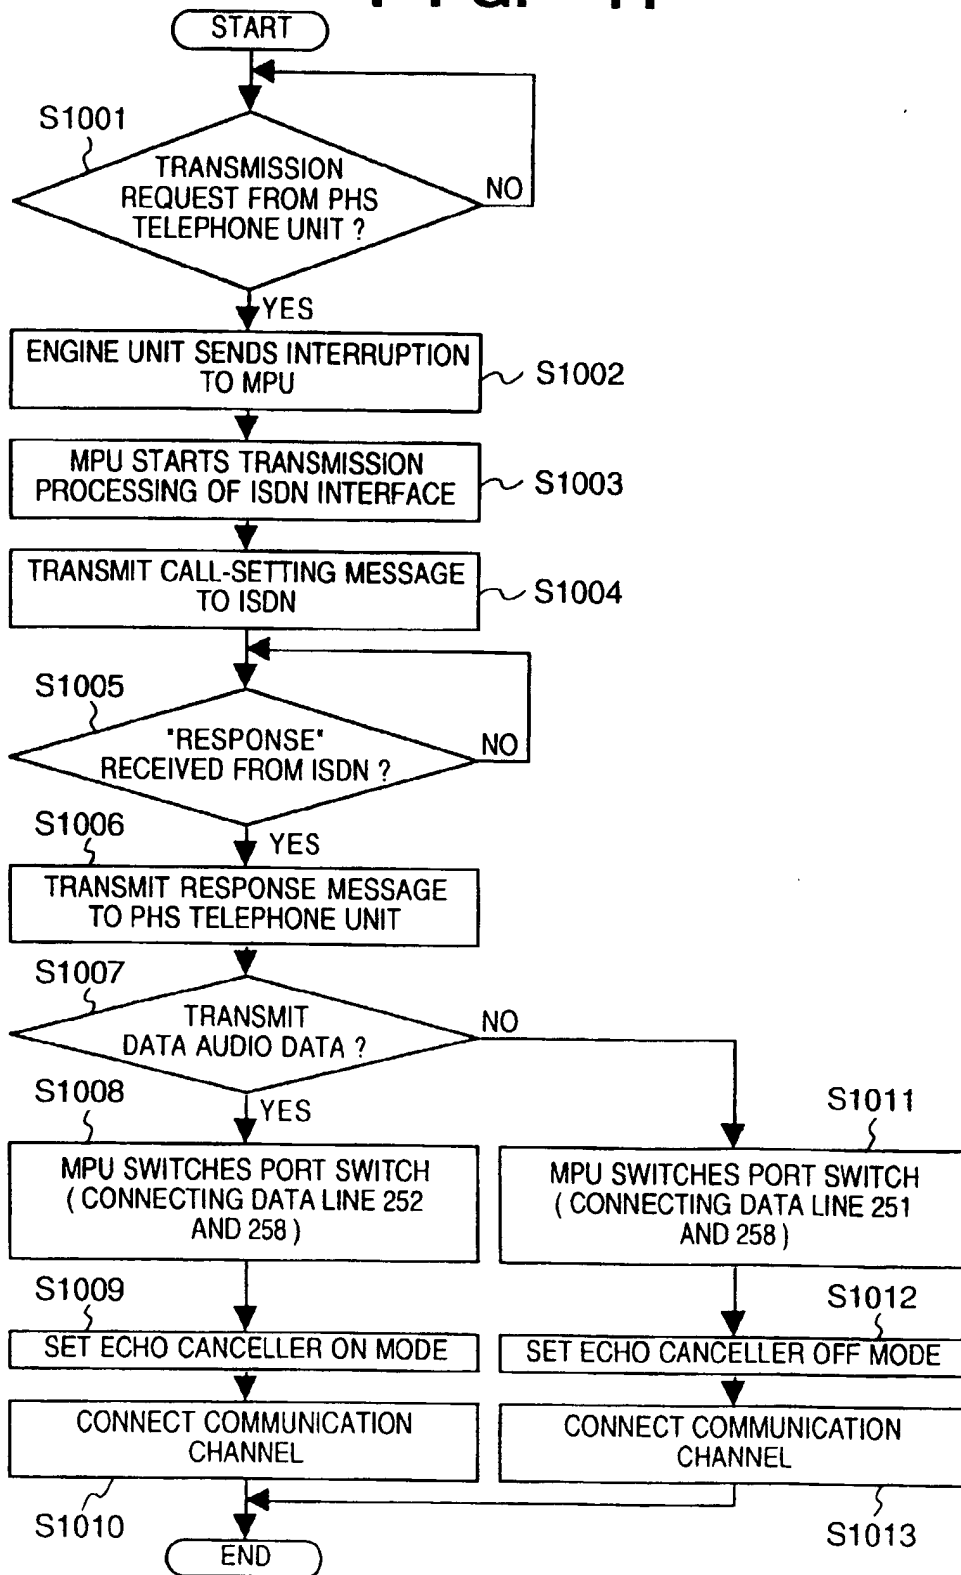 START
S1001
TRANSMISSION
REQUEST FROM PHS
TELEPHONE UNIT ?
NO
YES
ENGINE UNIT SENDS INTERRUPTION
TO MPU
S1002
MPU STARTS TRANSMISSION
PROCESSING OF ISDN INTERFACE
S1003
TRANSMIT CALL-SETTING MESSAGE
TO ISDN
S1004
S1005
"RESPONSE"
RECEIVED FROM ISDN ?
NO
YES
S1006
TRANSMIT RESPONSE MESSAGE
TO PHS TELEPHONE UNIT
S1007
TRANSMIT
DATA AUDIO DATA ?
NO
YES
S1008
MPU SWITCHES PORT SWITCH
( CONNECTING DATA LINE 252
AND 258 )
S1009
SET ECHO CANCELLER ON MODE
CONNECT COMMUNICATION
CHANNEL
S1010
S1011
MPU SWITCHES PORT SWITCH
( CONNECTING DATA LINE 251
AND 258 )
S1012
SET ECHO CANCELLER OFF MODE
CONNECT COMMUNICATION
CHANNEL
S1013
END